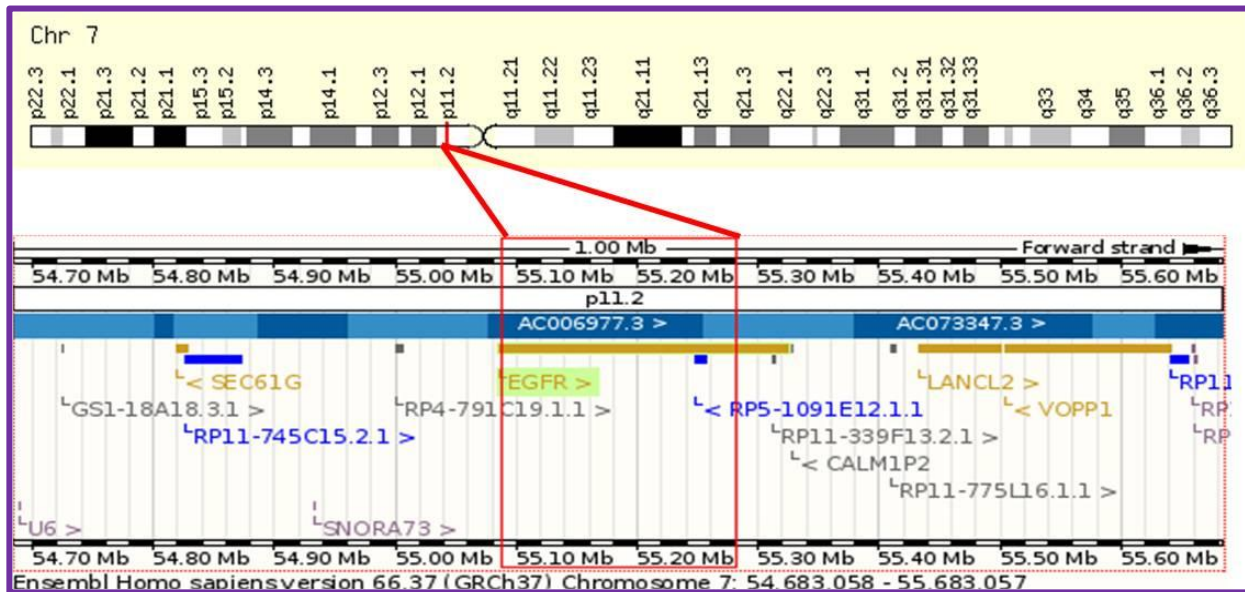 Chr 7
p22.3 p22.1 p21.3 p21.2 p21.1 p15.3 p15.2 p14.3 p14.1 p12.3 p12.1 p11.2 q11.21 q11.22 q11.23 q21.11 q21.13 q21.3 q22.1 q22.3 q31.1 q31.2 q31.31 q31.32 q31.33 q33 q34 q35 q36.1 q36.2 q36.3
1.00 Mb Forward strand
54.70 Mb 54.80 Mb 54.90 Mb 55.00 Mb 55.10 Mb 55.20 Mb 55.30 Mb 55.40 Mb 55.50 Mb 55.60 Mb
p11.2
AC006977.3 > AC073347.3 >
< SEC61G EGFR > LANCL2 > RP11
GS1-18A18.3.1 > RP4-791C19.1.1 > < RP5-1091E12.1.1 < VOPP1 RP
RP11-745C15.2.1 > RP11-339F13.2.1 > RP
< CALM1P2
RP11-775L16.1.1 >
U6 > SNORA73 >
54.70 Mb 54.80 Mb 54.90 Mb 55.00 Mb 55.10 Mb 55.20 Mb 55.30 Mb 55.40 Mb 55.50 Mb 55.60 Mb
Ensembl Homo sapiens version 66.37 (GRCh37) Chromosome 7: 54,683,058 - 55,683,057